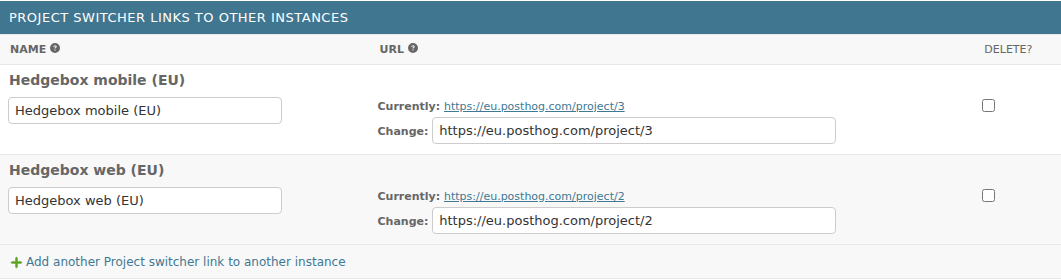 PROJECT SWITCHER LINKS TO OTHER INSTANCES
NAME ? URL ? DELETE?
Hedgebox mobile (EU)
Hedgebox mobile (EU)
Currently: https://eu.posthog.com/project/3
Change: https://eu.posthog.com/project/3
Hedgebox web (EU)
Hedgebox web (EU)
Currently: https://eu.posthog.com/project/2
Change: https://eu.posthog.com/project/2
Add another Project switcher link to another instance